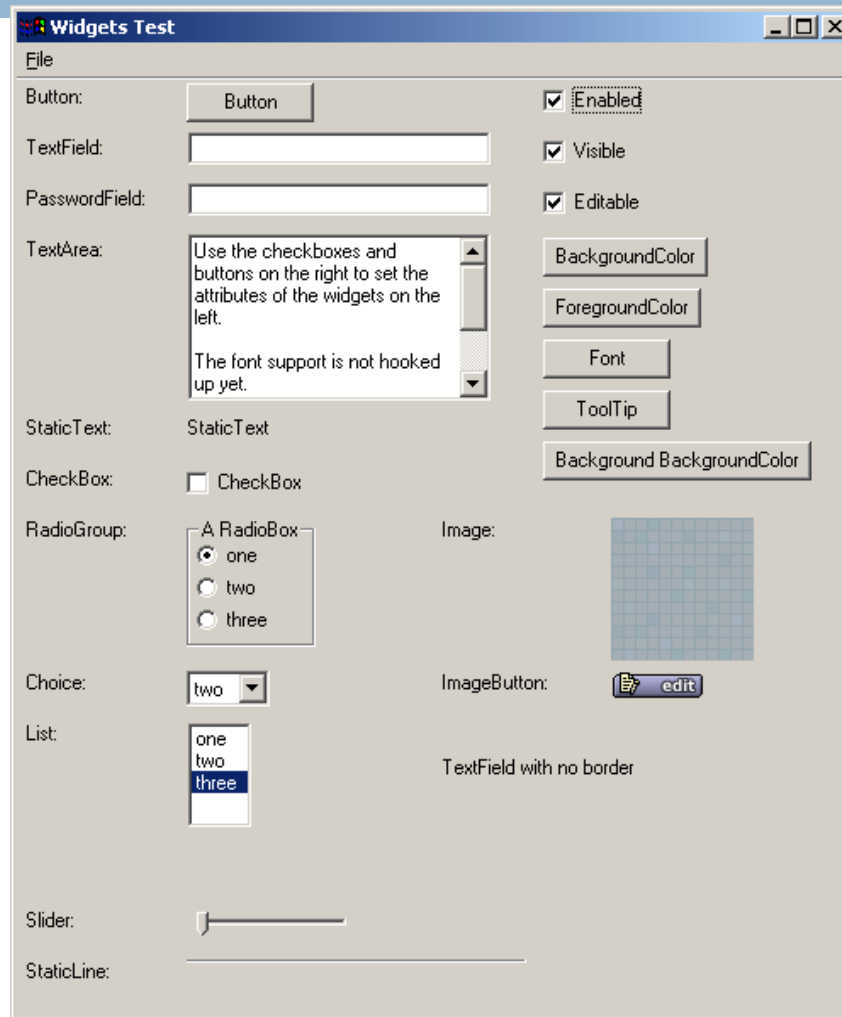 Widgets Test
File
Button:
Button
Enabled
TextField:
Visible
PasswordField:
Editable
TextArea:
Use the checkboxes and
buttons on the right to set the
attributes of the widgets on the
left.
The font support is not hooked
up yet.
BackgroundColor
ForegroundColor
Font
ToolTip
Background BackgroundColor
StaticText:
StaticText
CheckBox:
CheckBox
RadioGroup:
A RadioBox
one
two
three
Image:
Choice:
two
ImageButton:
edit
List:
one
two
three
TextField with no border
Slider:
StaticLine: